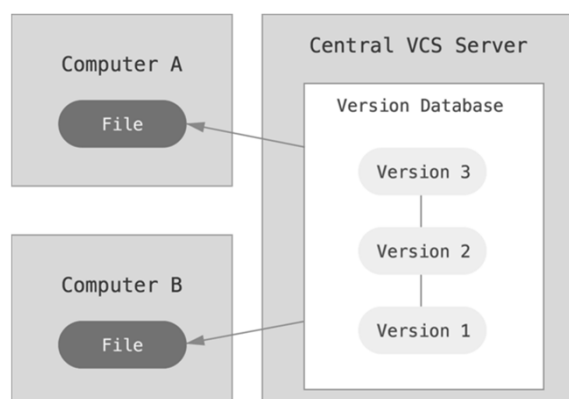 Computer A
File
Computer B
File
Central VCS Server
Version Database
Version 3
Version 2
Version 1